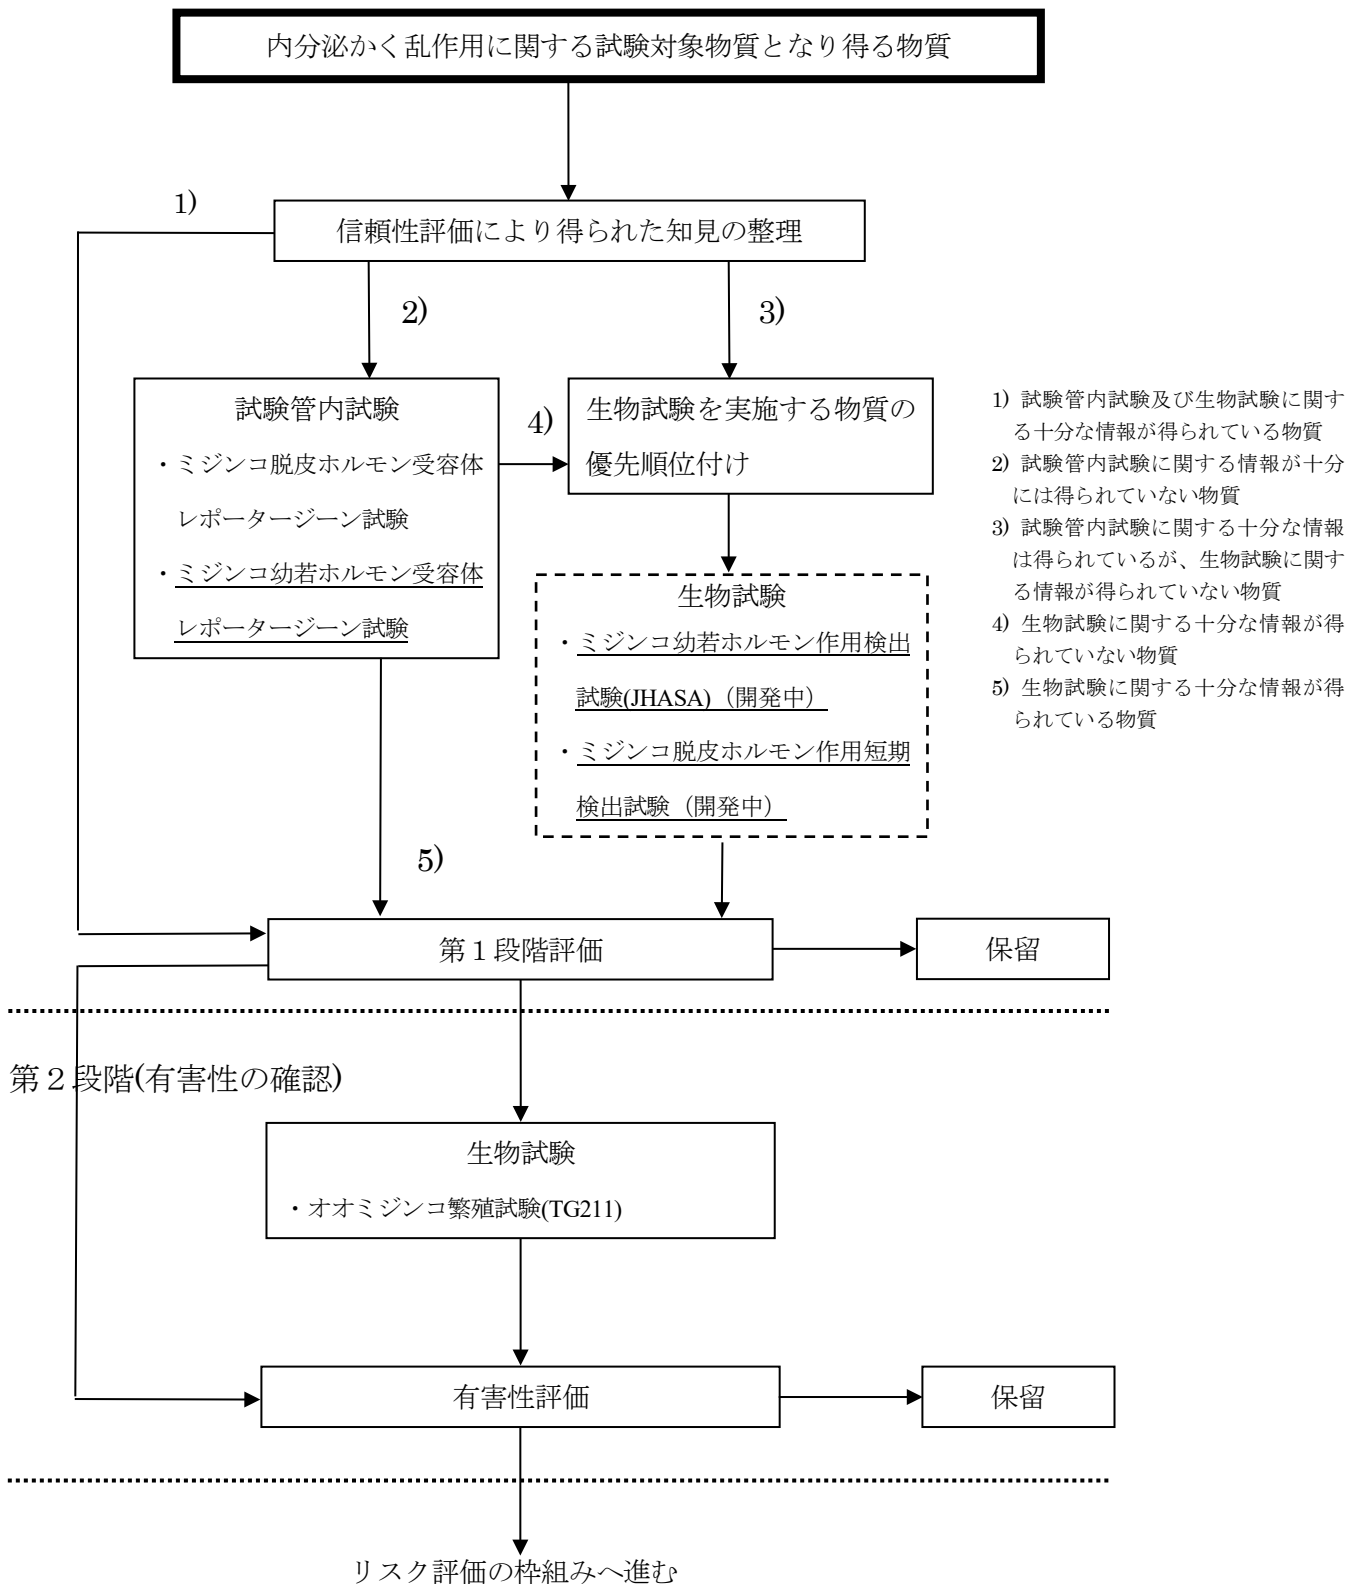 内分泌かく乱作用に関する試験対象物質となり得る物質
1)
信頼性評価により得られた知見の整理
2)
3)
試験管内試験
・ミジンコ脱皮ホルモン受容体
レポータージーン試験
・ミジンコ幼若ホルモン受容体
レポータージーン試験
4)
生物試験を実施する物質の
優先順位付け
生物試験
・ミジンコ幼若ホルモン作用検出
試験(JHASA)（開発中）
・ミジンコ脱皮ホルモン作用短期
検出試験（開発中）
1) 試験管内試験及び生物試験に関す
る十分な情報が得られている物質
2) 試験管内試験に関する情報が十分
には得られていない物質
3) 試験管内試験に関する十分な情報
は得られているが、生物試験に関す
る情報が得られていない物質
4) 生物試験に関する十分な情報が得
られていない物質
5) 生物試験に関する十分な情報が得
られている物質
5)
第１段階評価
保留
第２段階(有害性の確認)
生物試験
・オオミジンコ繁殖試験(TG211)
有害性評価
保留
リスク評価の枠組みへ進む